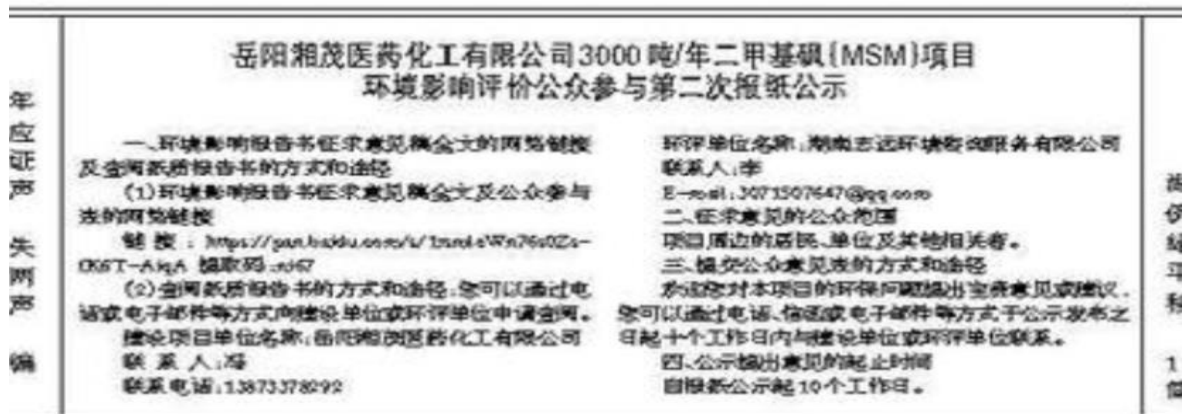 岳阳湘茂医药化工有限公司3000吨/年二甲基砜{MSM}项目
环境影响评价公众参与第二次报纸公示
一、环境影响报告书征求意见稿全文的网络链接
及查阅纸质报告书的方式和途径
(1)环境影响报告书征求意见稿全文及公众参与
表的网络链接
链接:https://pan.baidu.com/s/
提取码:
(2)查阅纸质报告书的方式和途径:您可以通过电
话或电子邮件等方式向建设单位或环评单位申请查阅。
建设项目单位名称:岳阳湘茂医药化工有限公司
联系人:冯
联系电话:13873378292
环评单位名称:湖南志远环境咨询服务有限公司
联系人:李
E-mail:3071507647@qq.com
二、征求意见的公众范围
项目周边的居民、单位及其他相关者。
三、提交公众意见表的方式和途径
欢迎您对本项目的环保问题提出宝贵意见或建议,
您可以通过电话、信函或电子邮件等方式于公示发布之
日起十个工作日内与建设单位或环评单位联系。
四、公示提出意见的起止时间
自报纸公示起10个工作日。
年
应
证
声
失
两
声
编